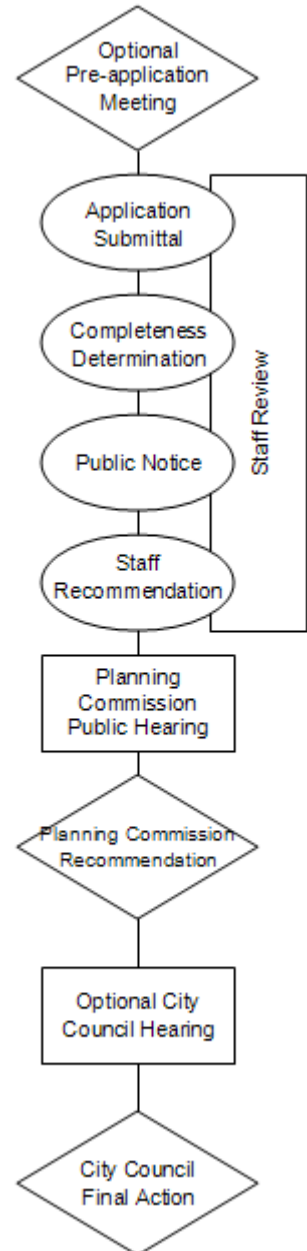 Optional
Pre-application
Meeting
Application
Submittal
Completeness
Determination
Public Notice
Staff
Recommendation
Staff Review
Planning
Commission
Public Hearing
Planning Commission
Recommendation
Optional City
Council Hearing
City Council
Final Action